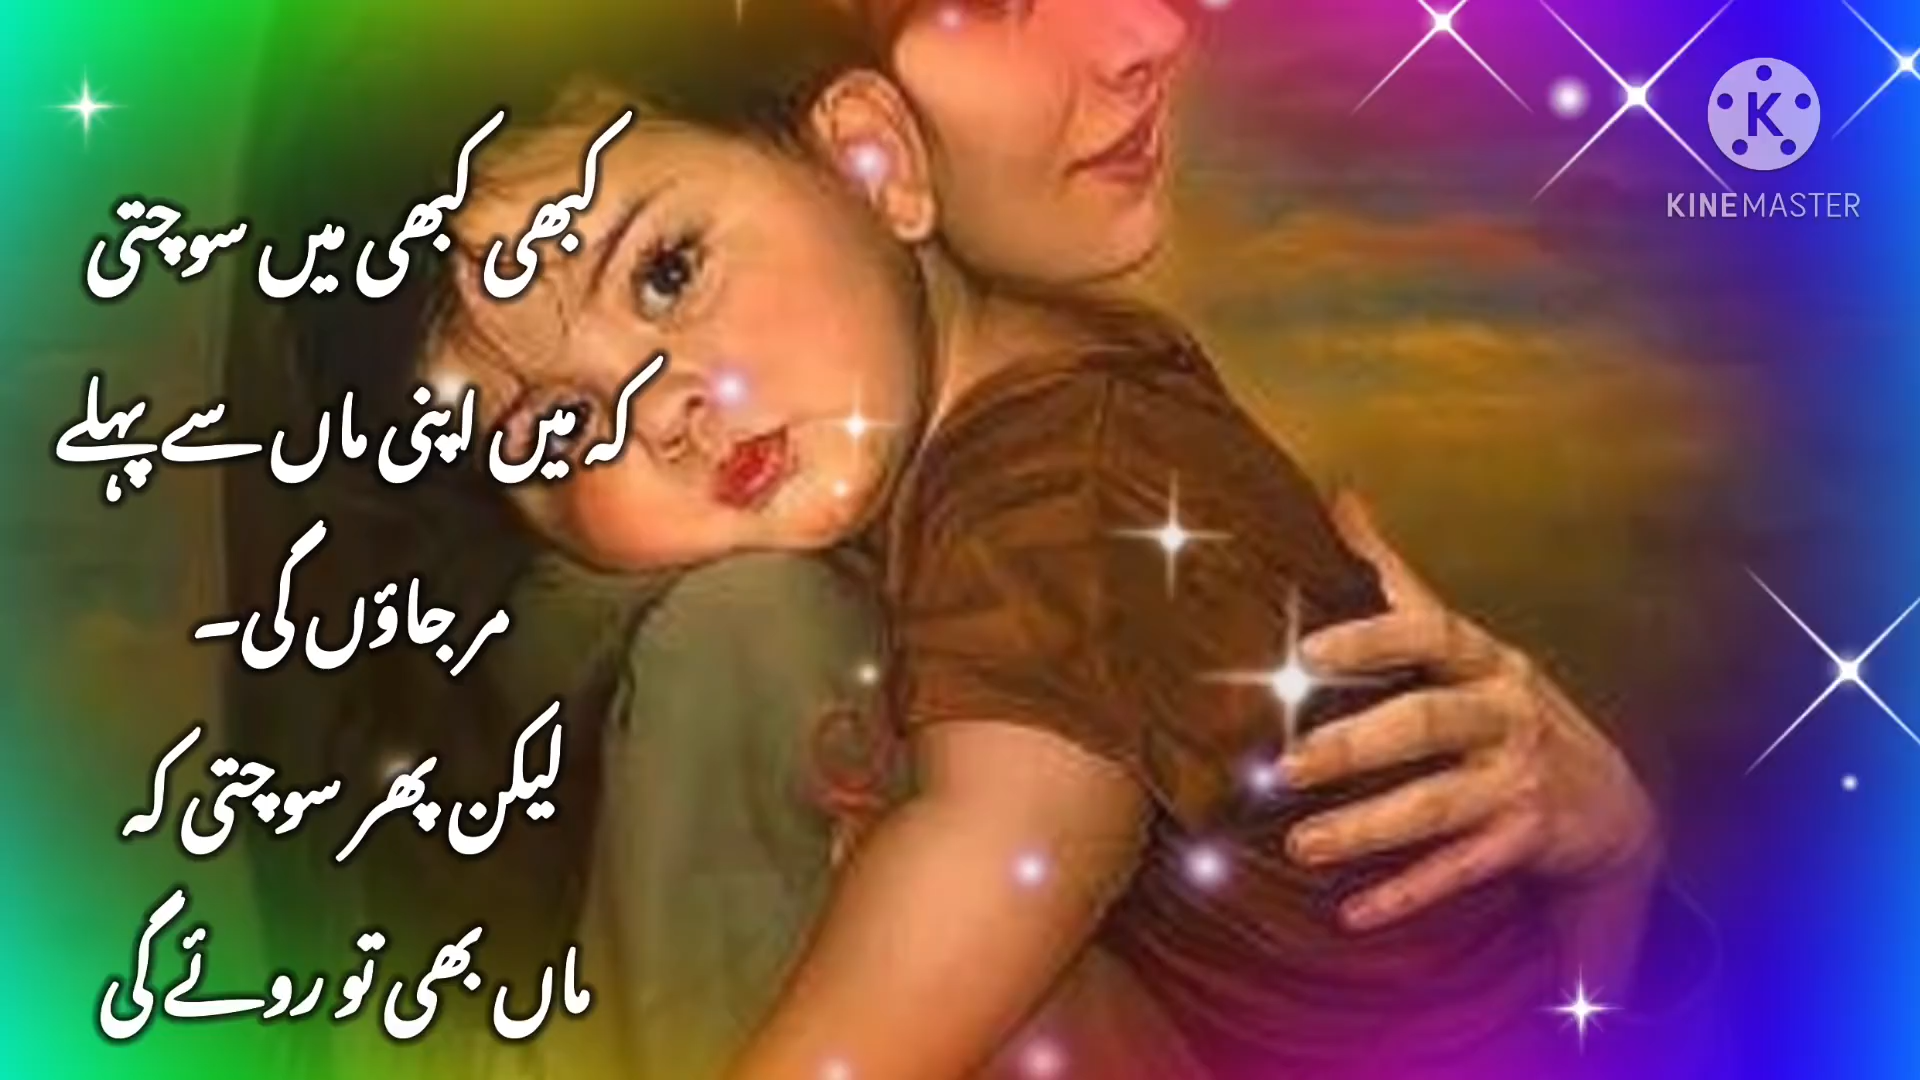 کبھی کبھی میں سوچتی
کہ میں اپنی ماں سے پہلے
مر جاؤں گی۔
لیکن پھر سوچتی کہ
ماں بھی تو روئے گی
K
KINEMASTER